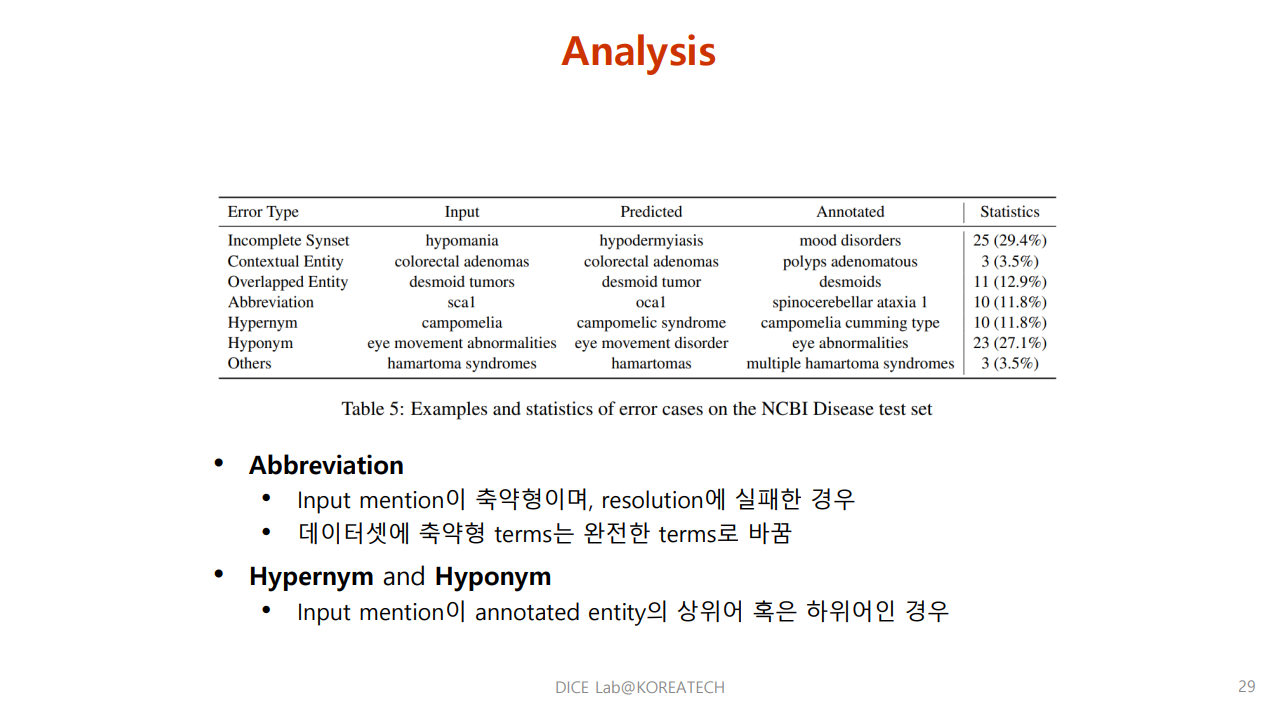 Analysis
Error Type Input Predicted Annotated Statistics
Incomplete Synset hypomania hypodermyiasis mood disorders 25 (29.4%)
Contextual Entity colorectal adenomas colorectal adenomas polyps adenomatous 3 (3.5%)
Overlapped Entity desmoid tumors desmoid tumor desmoids 11 (12.9%)
Abbreviation sca1 oca1 spinocerebellar ataxia 1 10 (11.8%)
Hypernym campomelia campomelic syndrome campomelia cumming type 10 (11.8%)
Hyponym eye movement abnormalities eye movement disorder eye abnormalities 23 (27.1%)
Others hamartoma syndromes hamartomas multiple hamartoma syndromes 3 (3.5%)
Table 5: Examples and statistics of error cases on the NCBI Disease test set
• Abbreviation
• Input mention이 축약형이며, resolution에 실패한 경우
• 데이터셋에 축약형 terms는 완전한 terms로 바꿈
• Hypernym and Hyponym
• Input mention이 annotated entity의 상위어 혹은 하위어인 경우
DICE Lab@KOREATECH
29